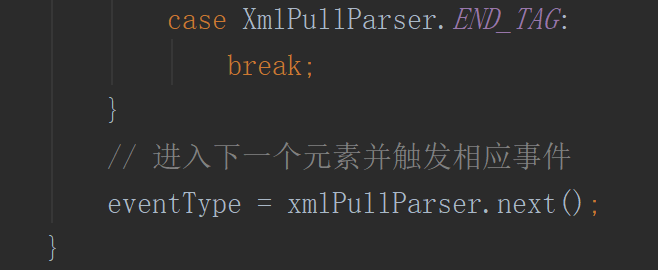 case XmlPullParser.END_TAG:
break;
}
// 进入下一个元素并触发相应事件
eventType = xmlPullParser.next();
}